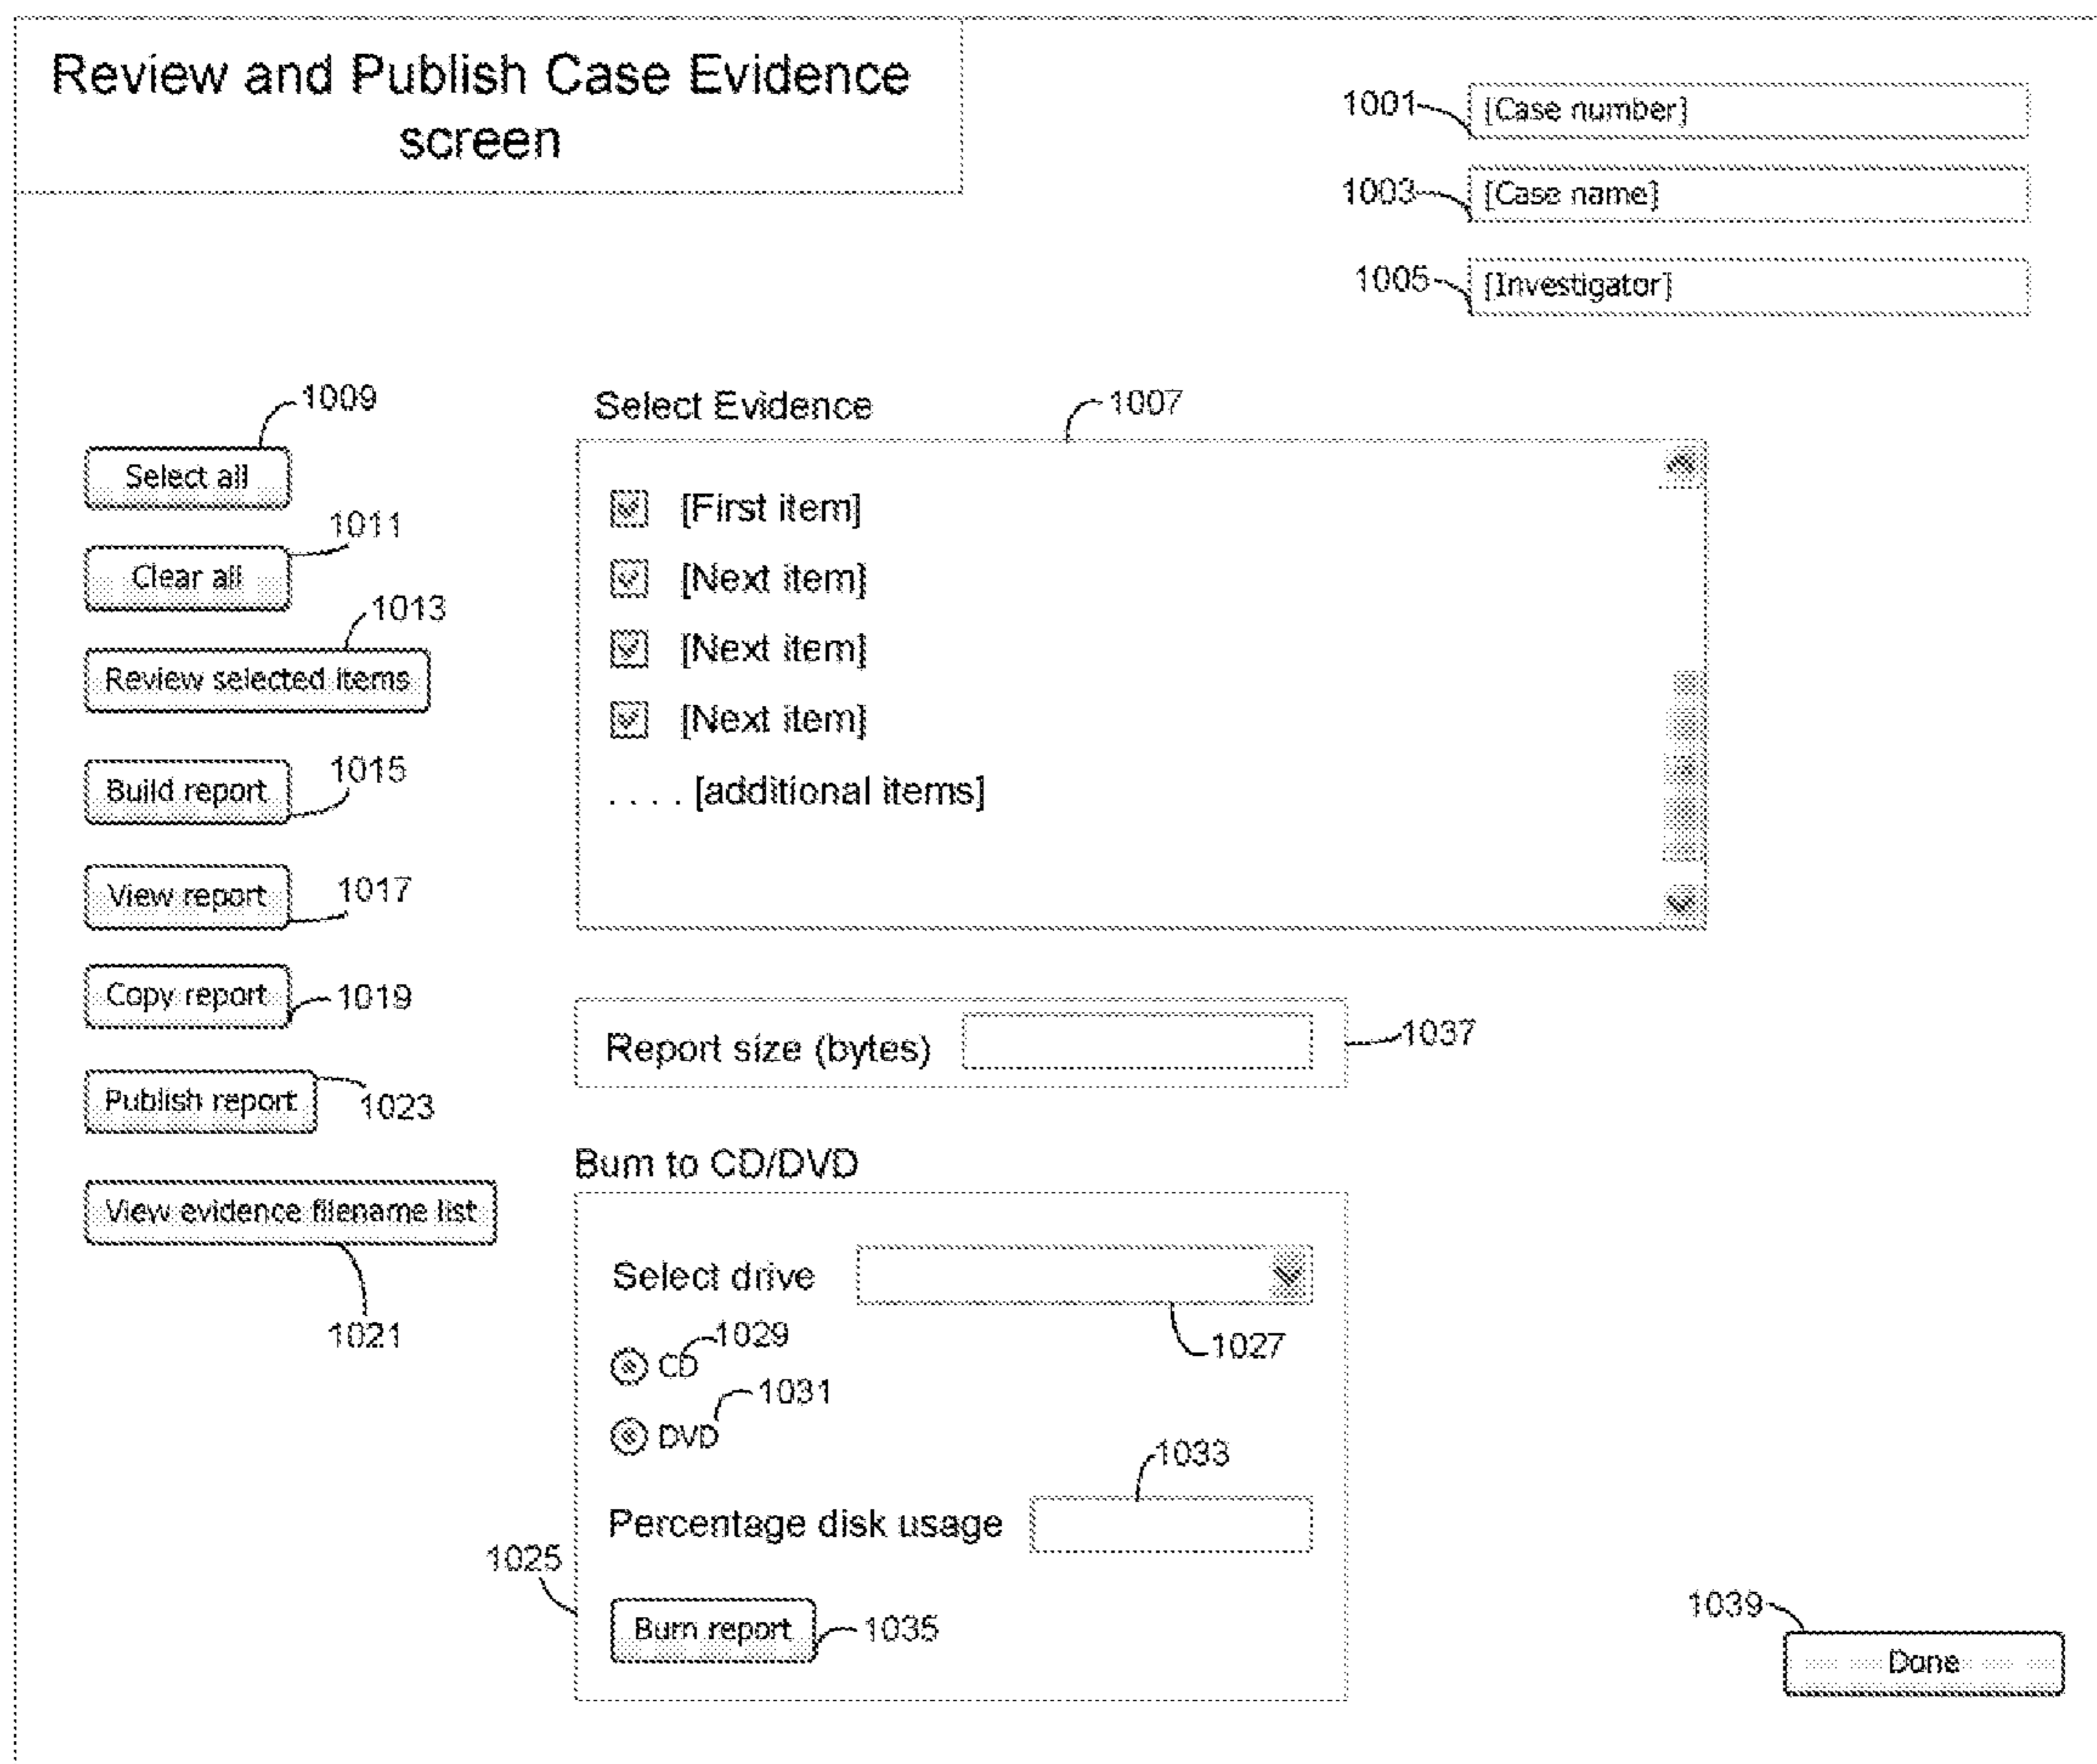 Review and Publish Case Evidence
screen
1001
[Case number]
1003
[Case name]
1005
[Investigator]
1009
Select all
1011
Clear all
1013
Review selected items
Build report
1015
View report
1017
Copy report
1019
Publish report
1023
View evidence filename list
1021
Select Evidence
1007
[First item]
[Next item]
[Next item]
[Next item]
. . . . [additional items]
Report size (bytes)
1037
Burn to CD/DVD
Select drive
1027
1029
CD
1031
DVD
1033
Percentage disk usage
1025
Burn report
1035
1039
Done